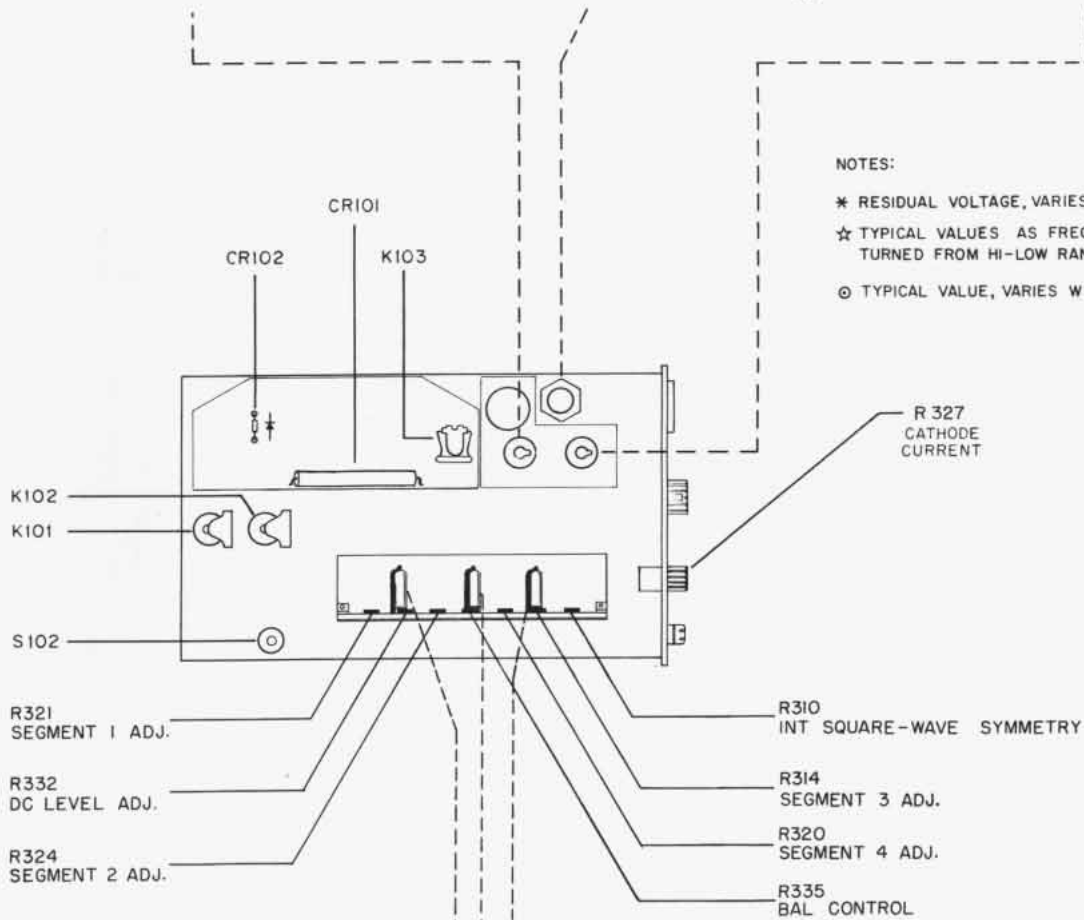 NOTES:
* RESIDUAL VOLTAGE, VARIES
☆ TYPICAL VALUES AS FREQ
TURNED FROM HI-LOW RAN
⊙ TYPICAL VALUE, VARIES W
CR101
CR102
K103
R 327
CATHODE
CURRENT
K102
K101
S102
R321
SEGMENT 1 ADJ.
R332
DC LEVEL ADJ.
R324
SEGMENT 2 ADJ.
R310
INT SQUARE-WAVE SYMMETRY
R314
SEGMENT 3 ADJ.
R320
SEGMENT 4 ADJ.
R335
BAL CONTROL